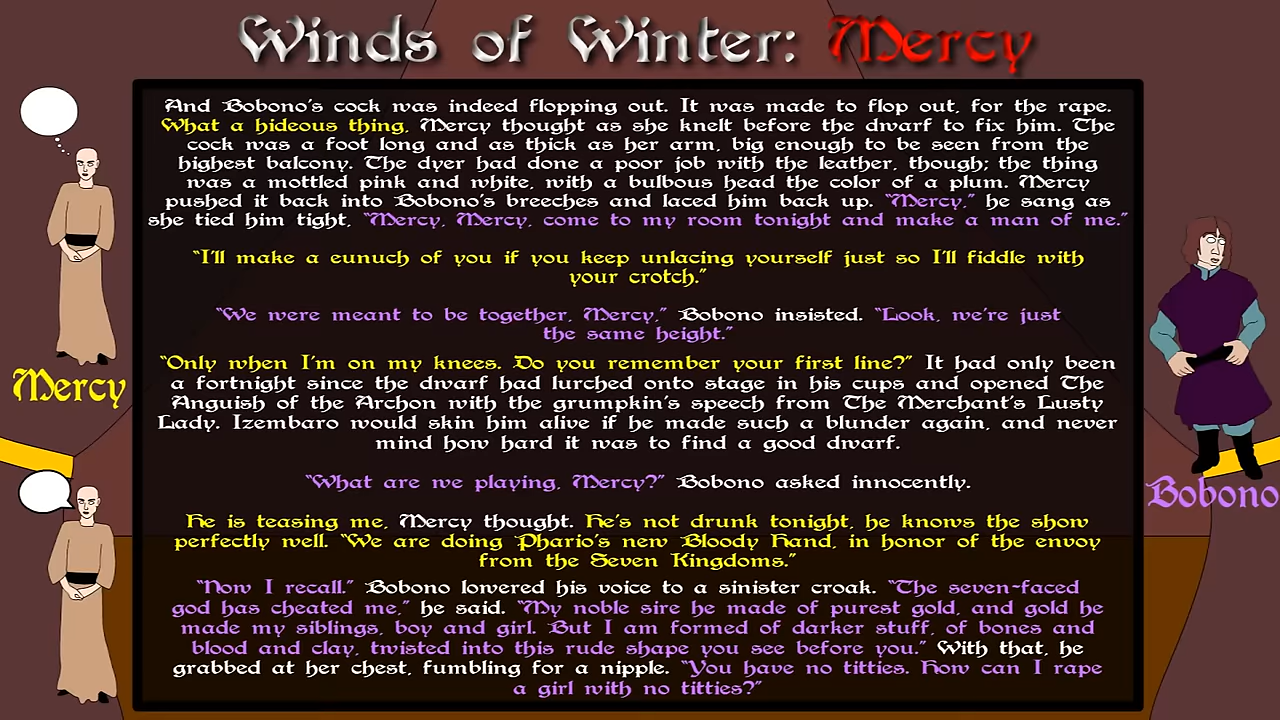 Winds of Winter: Mercy
And Bobono's cock was indeed flopping out. It was made to flop out, for the rape.
What a hideous thing, Mercy thought as she knelt before the dwarf to fix him. The
cock was a foot long and as thick as her arm, big enough to be seen from the
highest balcony. The dyer had done a poor job with the leather, though; the thing
was a mottled pink and white, with a bulbous head the color of a plum. Mercy
pushed it back into Bobono's breeches and laced him back up. "Mercy," he sang as
she tied him tight, "Mercy, Mercy, come to my room tonight and make a man of me."
"I'll make a eunuch of you if you keep unlacing yourself just so I'll fiddle with
your crotch."
"We were meant to be together, Mercy," Bobono insisted. "Look, we're just
the same height."
"Only when I'm on my knees. Do you remember your first line?" It had only been
a fortnight since the dwarf had lurched onto stage in his cups and opened The
Anguish of the Archon with the grumpkin's speech from The Merchant's Lusty
Lady. Izembaro would skin him alive if he made such a blunder again, and never
mind how hard it was to find a good dwarf.
"What are we playing, Mercy?" Bobono asked innocently.
He is teasing me, Mercy thought. He's not drunk tonight, he knows the show
perfectly well. "We are doing Phario's new Bloody Hand, in honor of the envoy
from the Seven Kingdoms."
"Now I recall." Bobono lowered his voice to a sinister croak. "The seven-faced
god has cheated me," he said. "My noble sire he made of purest gold, and gold he
made my siblings, boy and girl. But I am formed of darker stuff, of bones and
blood and clay, twisted into this rude shape you see before you." With that, he
grabbed at her chest, fumbling for a nipple. "You have no titties. How can I rape
a girl with no titties?"
Mercy
Bobono